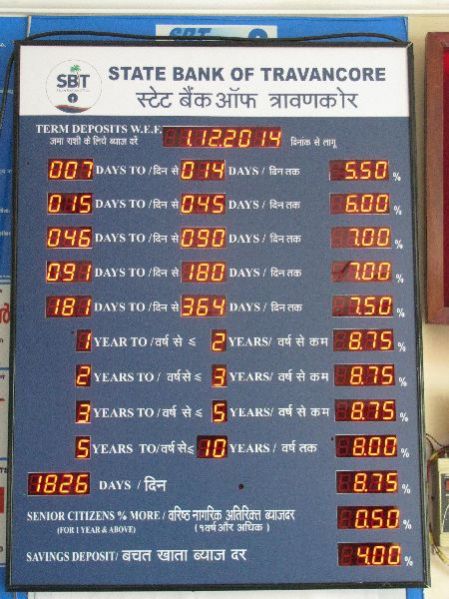 SBT
STATE BANK OF TRAVANCORE
स्टेट बैंक ऑफ त्रावणकोर
TERM DEPOSITS W.E.F. 1.12.2014
जमा राशी के लिये ब्याज दरें दिनांक से लागू
007 DAYS TO /दिन से 014 DAYS / दिन तक 5.50 %
015 DAYS TO /दिन से 045 DAYS / दिन तक 6.00 %
046 DAYS TO /दिन से 090 DAYS / दिन तक 7.00 %
091 DAYS TO /दिन से 180 DAYS / दिन तक 7.00 %
181 DAYS TO /दिन से 364 DAYS / दिन तक 7.50 %
1 YEAR TO /वर्ष से ≤ 2 YEARS/ वर्ष से कम 8.75 %
2 YEARS TO / वर्ष से ≤ 3 YEARS/ वर्ष से कम 8.75 %
3 YEARS TO / वर्ष से ≤ 5 YEARS/ वर्ष से कम 8.75 %
5 YEARS TO/वर्ष से ≤ 10 YEARS / वर्ष तक 8.00 %
1826 DAYS / दिन 8.75 %
SENIOR CITIZENS % MORE / वरिष्ठ नागरिक अतिरिक्त ब्याजदर 0.50 %
(FOR 1 YEAR & ABOVE) (१ वर्ष और अधिक )
SAVINGS DEPOSIT/ बचत खाता ब्याज दर 4.00 %